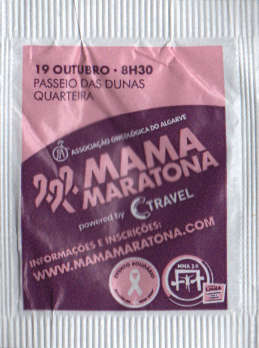 19 OUTUBRO · 8H30
PASSEIO DAS DUNAS
QUARTEIRA
ASSOCIAÇÃO ONCOLÓGICA DO ALGARVE
MAMA
MARATONA
powered by CTRAVEL
INFORMAÇÕES E INSCRIÇÕES:
WWW.MAMAMARATONA.COM